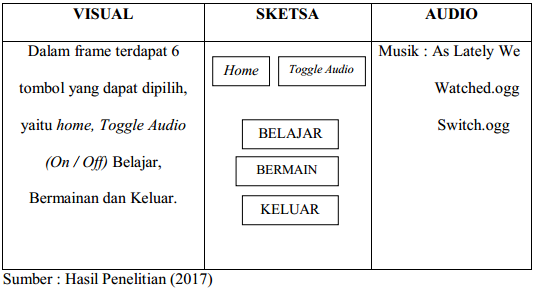 VISUAL
SKETSA
AUDIO
Dalam frame terdapat 6
tombol yang dapat dipilih,
yaitu home, Toggle Audio
(On / Off) Belajar,
Bermainan dan Keluar.
Home
Toggle Audio
BELAJAR
BERMAIN
KELUAR
Musik : As Lately We
Watched.ogg
Switch.ogg
Sumber : Hasil Penelitian (2017)